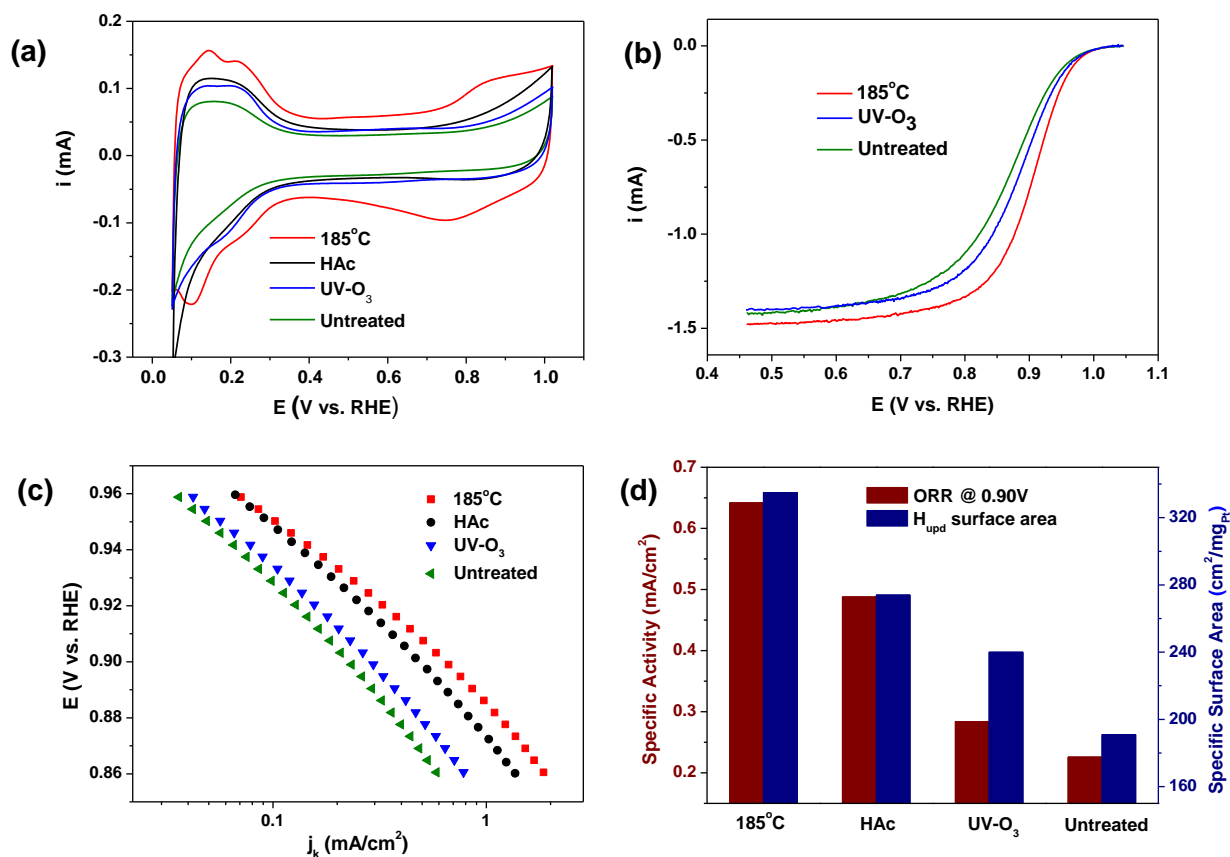 (a)
0.2
0.1
0.0
-0.1
-0.2
-0.3
i (mA)
185°C
HAc
UV-O₃
Untreated
0.0
0.2
0.4
0.6
0.8
1.0
E (V vs. RHE)
(b)
0.0
-0.5
-1.0
-1.5
i (mA)
185°C
UV-O₃
Untreated
0.4
0.5
0.6
0.7
0.8
0.9
1.0
1.1
E (V vs. RHE)
(c)
0.96
0.94
0.92
0.90
0.88
0.86
E (V vs. RHE)
185°C
HAc
UV-O₃
Untreated
0.1
1
jₖ (mA/cm²)
(d)
0.7
0.6
0.5
0.4
0.3
0.2
Specific Activity (mA/cm²)
ORR @ 0.90V
H_upd surface area
320
280
240
200
160
Specific Surface Area (cm²/mg_Pt)
185°C
HAc
UV-O₃
Untreated